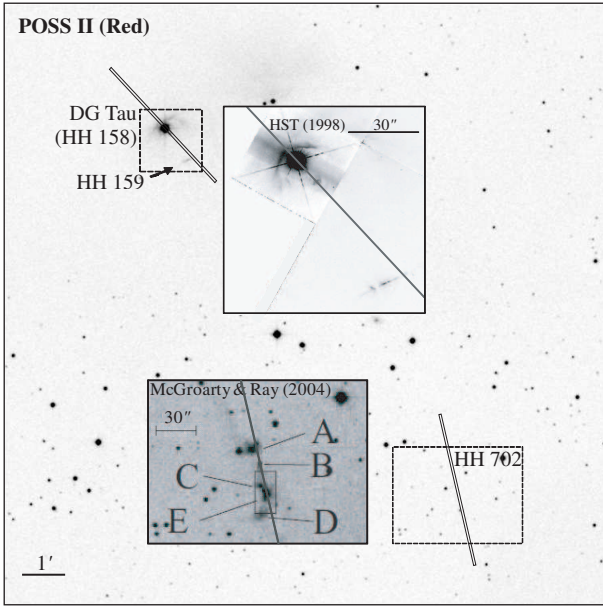 POSS II (Red)
DG Tau
(HH 158)
HH 159
HST (1998)
30″
McGroarty & Ray (2004)
30″
A
B
C
E
D
HH 702
1′